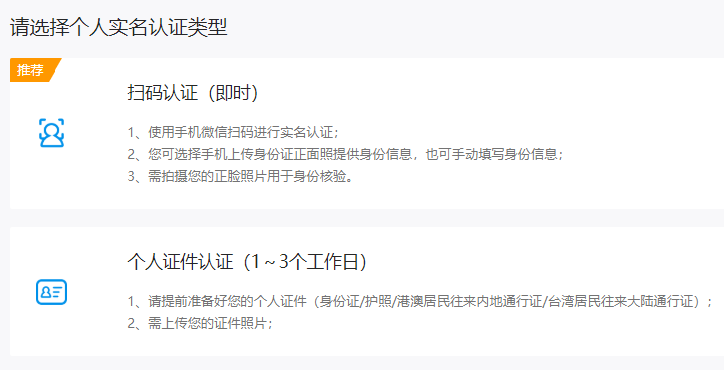 请选择个人实名认证类型
推荐
扫码认证（即时）
1、使用手机微信扫码进行实名认证；
2、您可选择手机上传身份证正面照提供身份信息，也可手动填写身份信息；
3、需拍摄您的正脸照片用于身份核验。
个人证件认证（1～3个工作日）
1、请提前准备好您的个人证件（身份证/护照/港澳居民往来内地通行证/台湾居民往来大陆通行证）；
2、需上传您的证件照片；